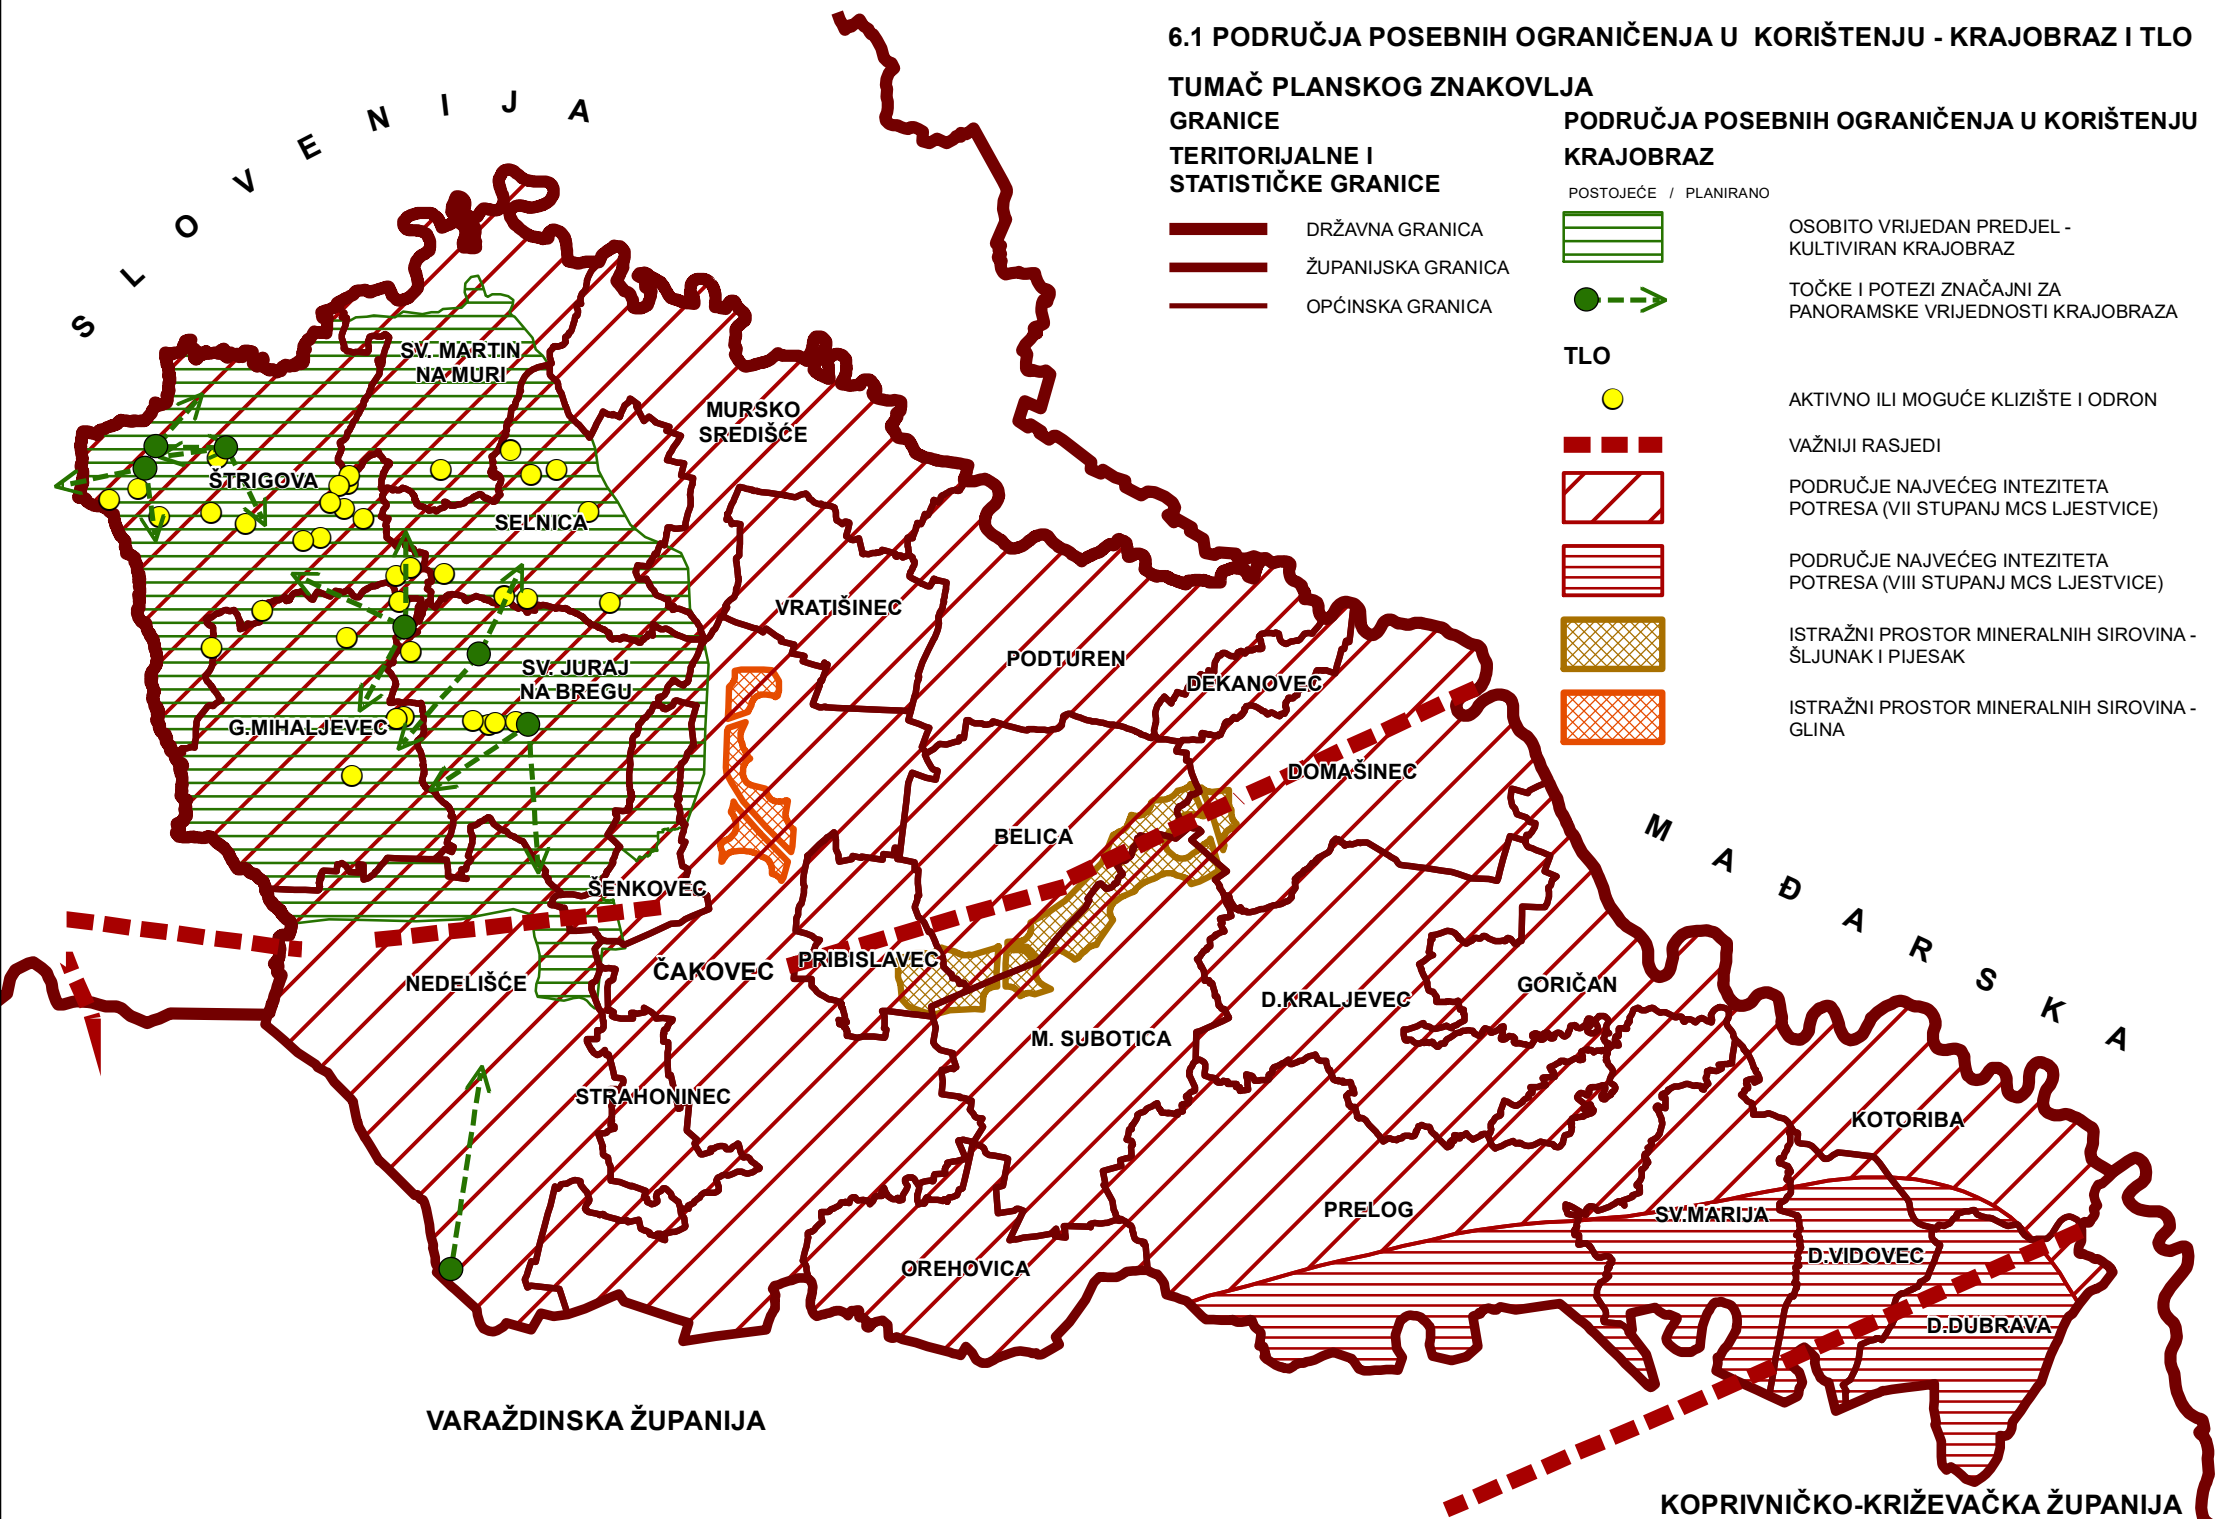 6.1 PODRUČJA POSEBNIH OGRANIČENJA U KORIŠTENJU - KRAJOBRAZ I TLO
TUMAČ PLANSKOG ZNAKOVLJA
GRANICE
TERITORIJALNE I
STATISTIČKE GRANICE
DRŽAVNA GRANICA
ŽUPANIJSKA GRANICA
OPĆINSKA GRANICA
PODRUČJA POSEBNIH OGRANIČENJA U KORIŠTENJU
KRAJOBRAZ
POSTOJEĆE / PLANIRANO
OSOBITO VRIJEDAN PREDJEL -
KULTIVIRAN KRAJOBRAZ
TOČKE I POTEZI ZNAČAJNI ZA
PANORAMSKE VRIJEDNOSTI KRAJOBRAZA
TLO
AKTIVNO ILI MOGUĆE KLIZIŠTE I ODRON
VAŽNIJI RASJEDI
PODRUČJE NAJVEĆEG INTEZITETA
POTRESA (VII STUPANJ MCS LJESTVICE)
PODRUČJE NAJVEĆEG INTEZITETA
POTRESA (VIII STUPANJ MCS LJESTVICE)
ISTRAŽNI PROSTOR MINERALNIH SIROVINA -
ŠLJUNAK I PIJESAK
ISTRAŽNI PROSTOR MINERALNIH SIROVINA -
GLINA
SLOVENIJA
SV. MARTIN
NA MURI
MURSKO
SREDIŠĆE
ŠTRIGOVA
SELNICA
VRATIŠINEC
PODTUREN
SV. JURAJ
NA BREGU
DEKANOVEC
G.MIHALJEVEC
DOMAŠINEC
BELICA
MAĐARSKA
ŠENKOVEC
PRIBISLAVEC
ČAKOVEC
NEDELIŠĆE
GORIČAN
D.KRALJEVEC
M. SUBOTICA
STRAHONINEC
KOTORIBA
PRELOG
SV.MARIJA
D.VIDOVEC
OREHOVICA
D.DUBRAVA
VARAŽDINSKA ŽUPANIJA
KOPRIVNIČKO-KRIŽEVAČKA ŽUPANIJA